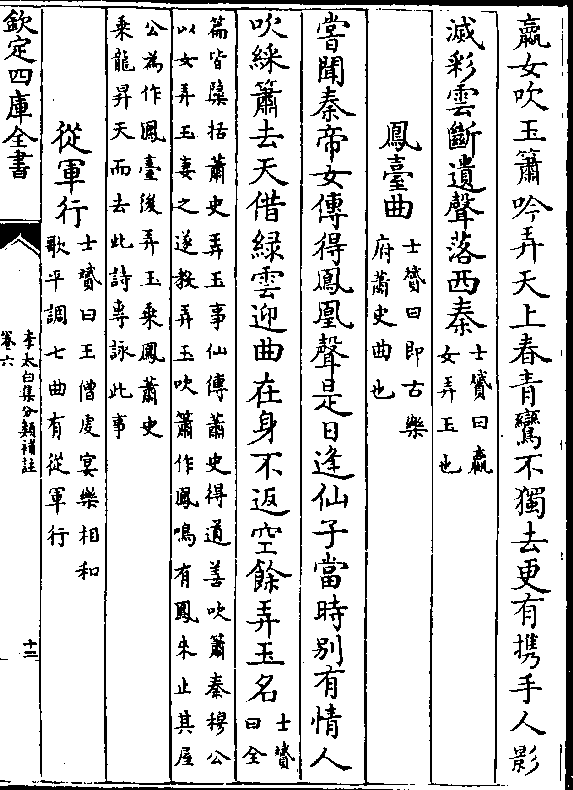 嬴女吹玉簫吟弄天上春青鸞不獨去更有携手人影
滅彩雲斷遺聲落西秦
士贇曰嬴
女弄玉也
鳳臺曲
士贇曰即古樂
府蕭史曲也
嘗聞秦帝女傳得鳳凰聲是日逢仙子當時别有情人
吹綵簫去天借綠雲迎曲在身不返空餘弄玉名
士贇
曰全
篇皆檃括蕭史弄玉事仙傳蕭史得道善吹簫秦穆公
以女弄玉妻之遂教弄玉吹簫作鳳鳴有鳳來止其屋
公為作鳳臺後弄玉乘鳳蕭史
乘龍昇天而去此詩專詠此事
從軍行
士贇曰王僧虔宴樂相和
歌平調七曲有從軍行
欽定四庫全書
李太白集分類補註
卷六
十二